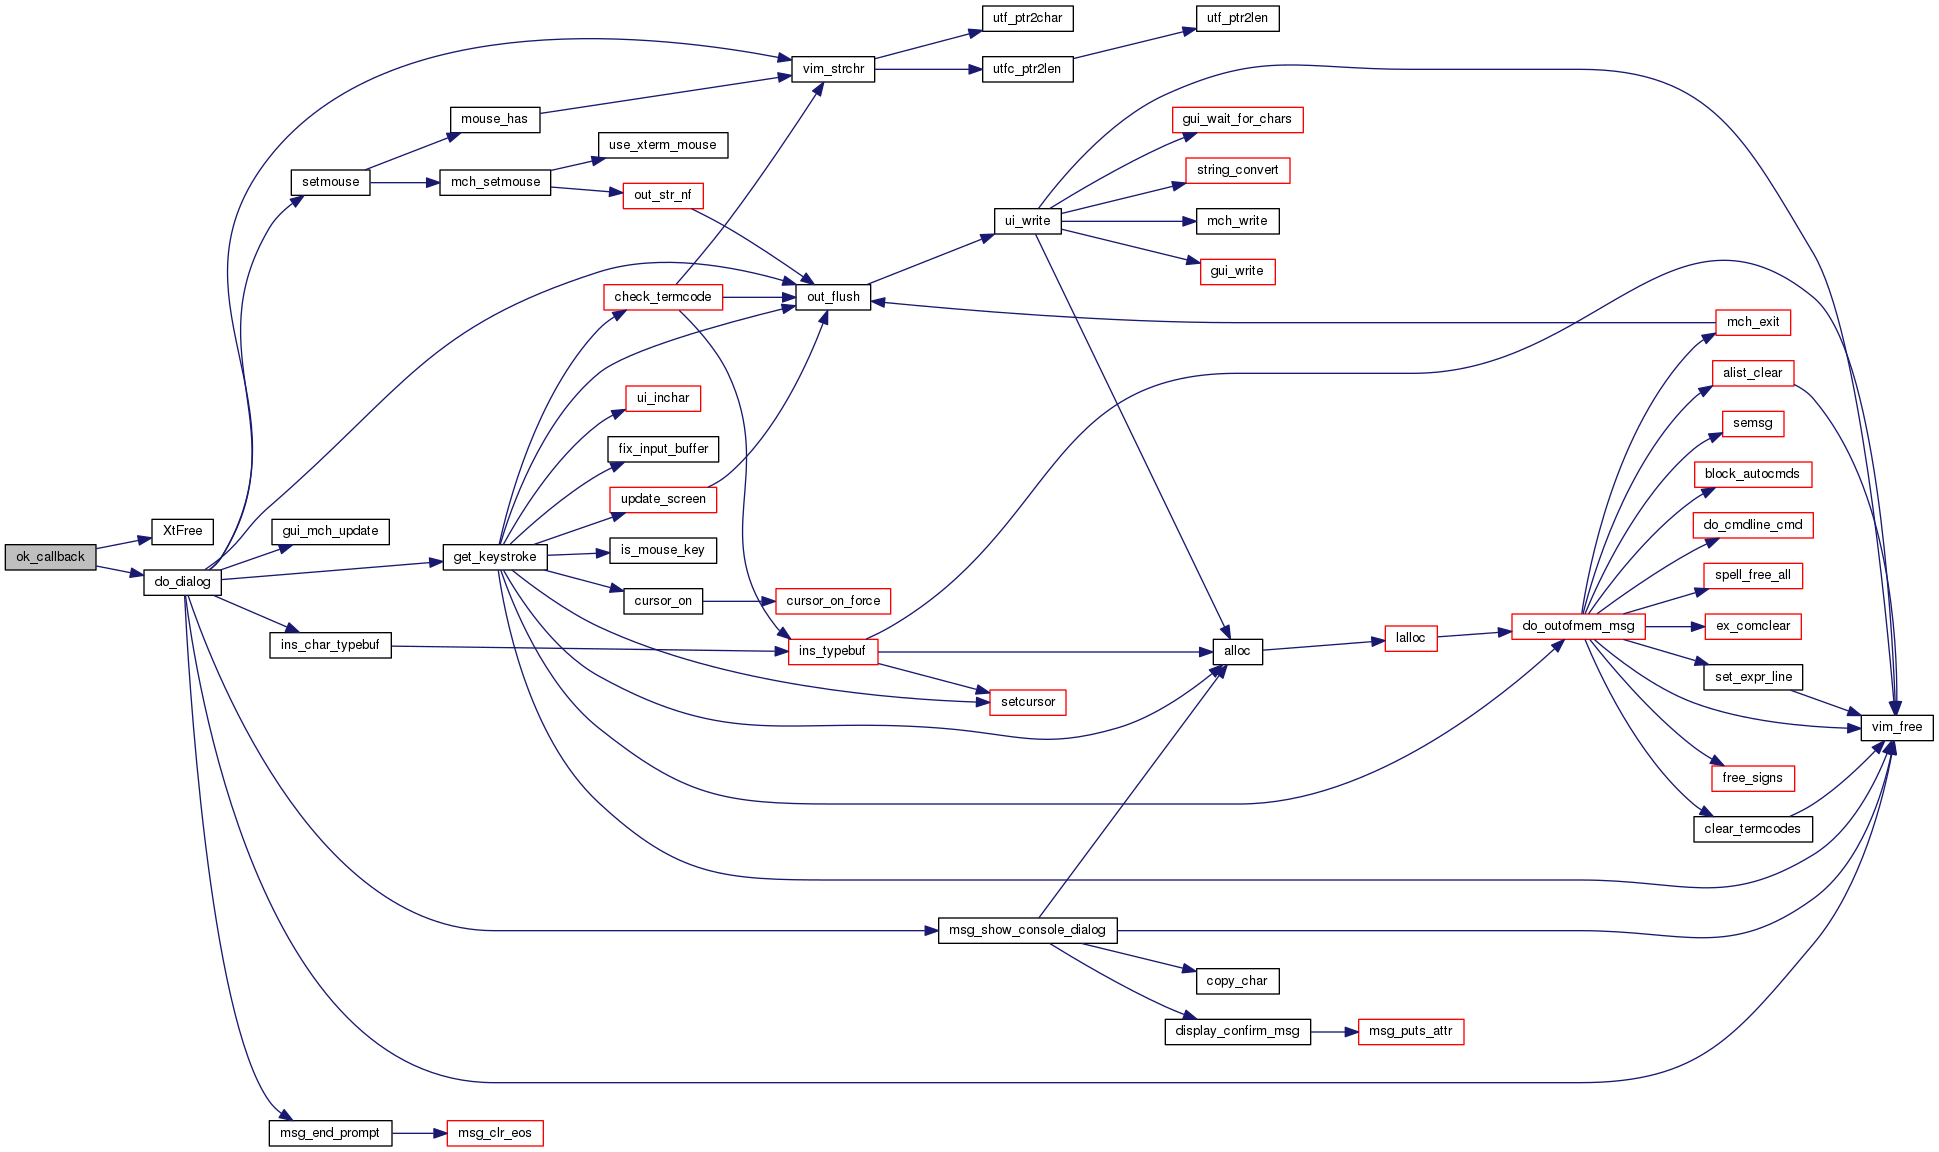 utf_ptr2char
utf_ptr2len
vim_strchr
utfc_ptr2len
mouse_has
gui_wait_for_chars
use_xterm_mouse
string_convert
setmouse
mch_setmouse
out_str_nf
ui_write
mch_write
gui_write
check_termcode
out_flush
mch_exit
alist_clear
ui_inchar
semsg
fix_input_buffer
block_autocmds
update_screen
do_cmdline_cmd
XtFree
gui_mch_update
ok_callback
get_keystroke
is_mouse_key
do_dialog
spell_free_all
cursor_on
cursor_on_force
do_outofmem_msg
ex_comclear
ins_char_typebuf
ins_typebuf
alloc
lalloc
set_expr_line
setcursor
vim_free
free_signs
clear_termcodes
msg_show_console_dialog
copy_char
display_confirm_msg
msg_puts_attr
msg_end_prompt
msg_clr_eos